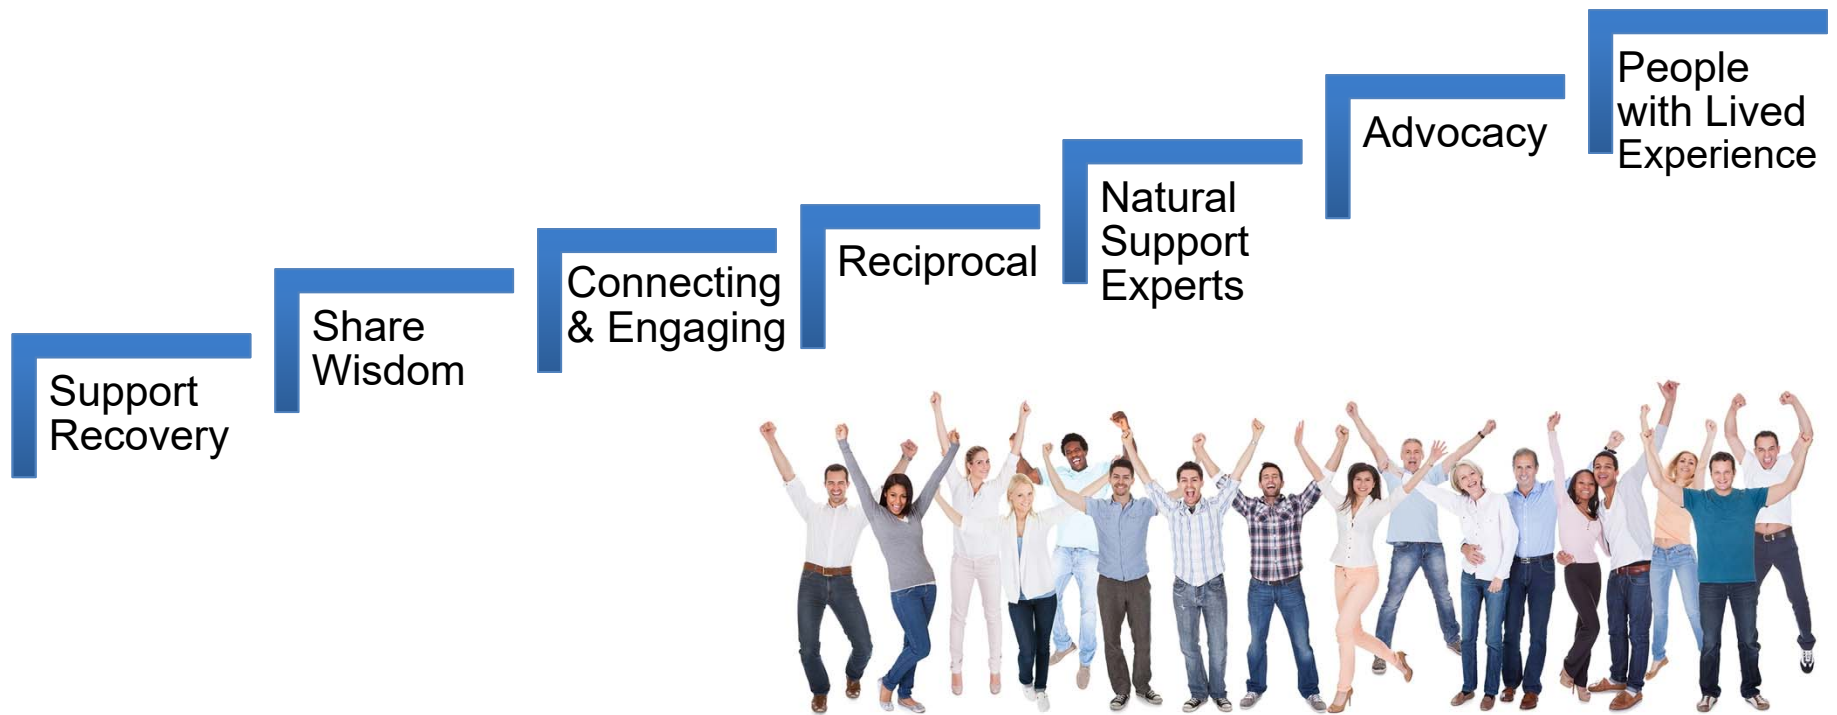 Support
Recovery
Share
Wisdom
Connecting
& Engaging
Reciprocal
Natural
Support
Experts
Advocacy
People
with Lived
Experience